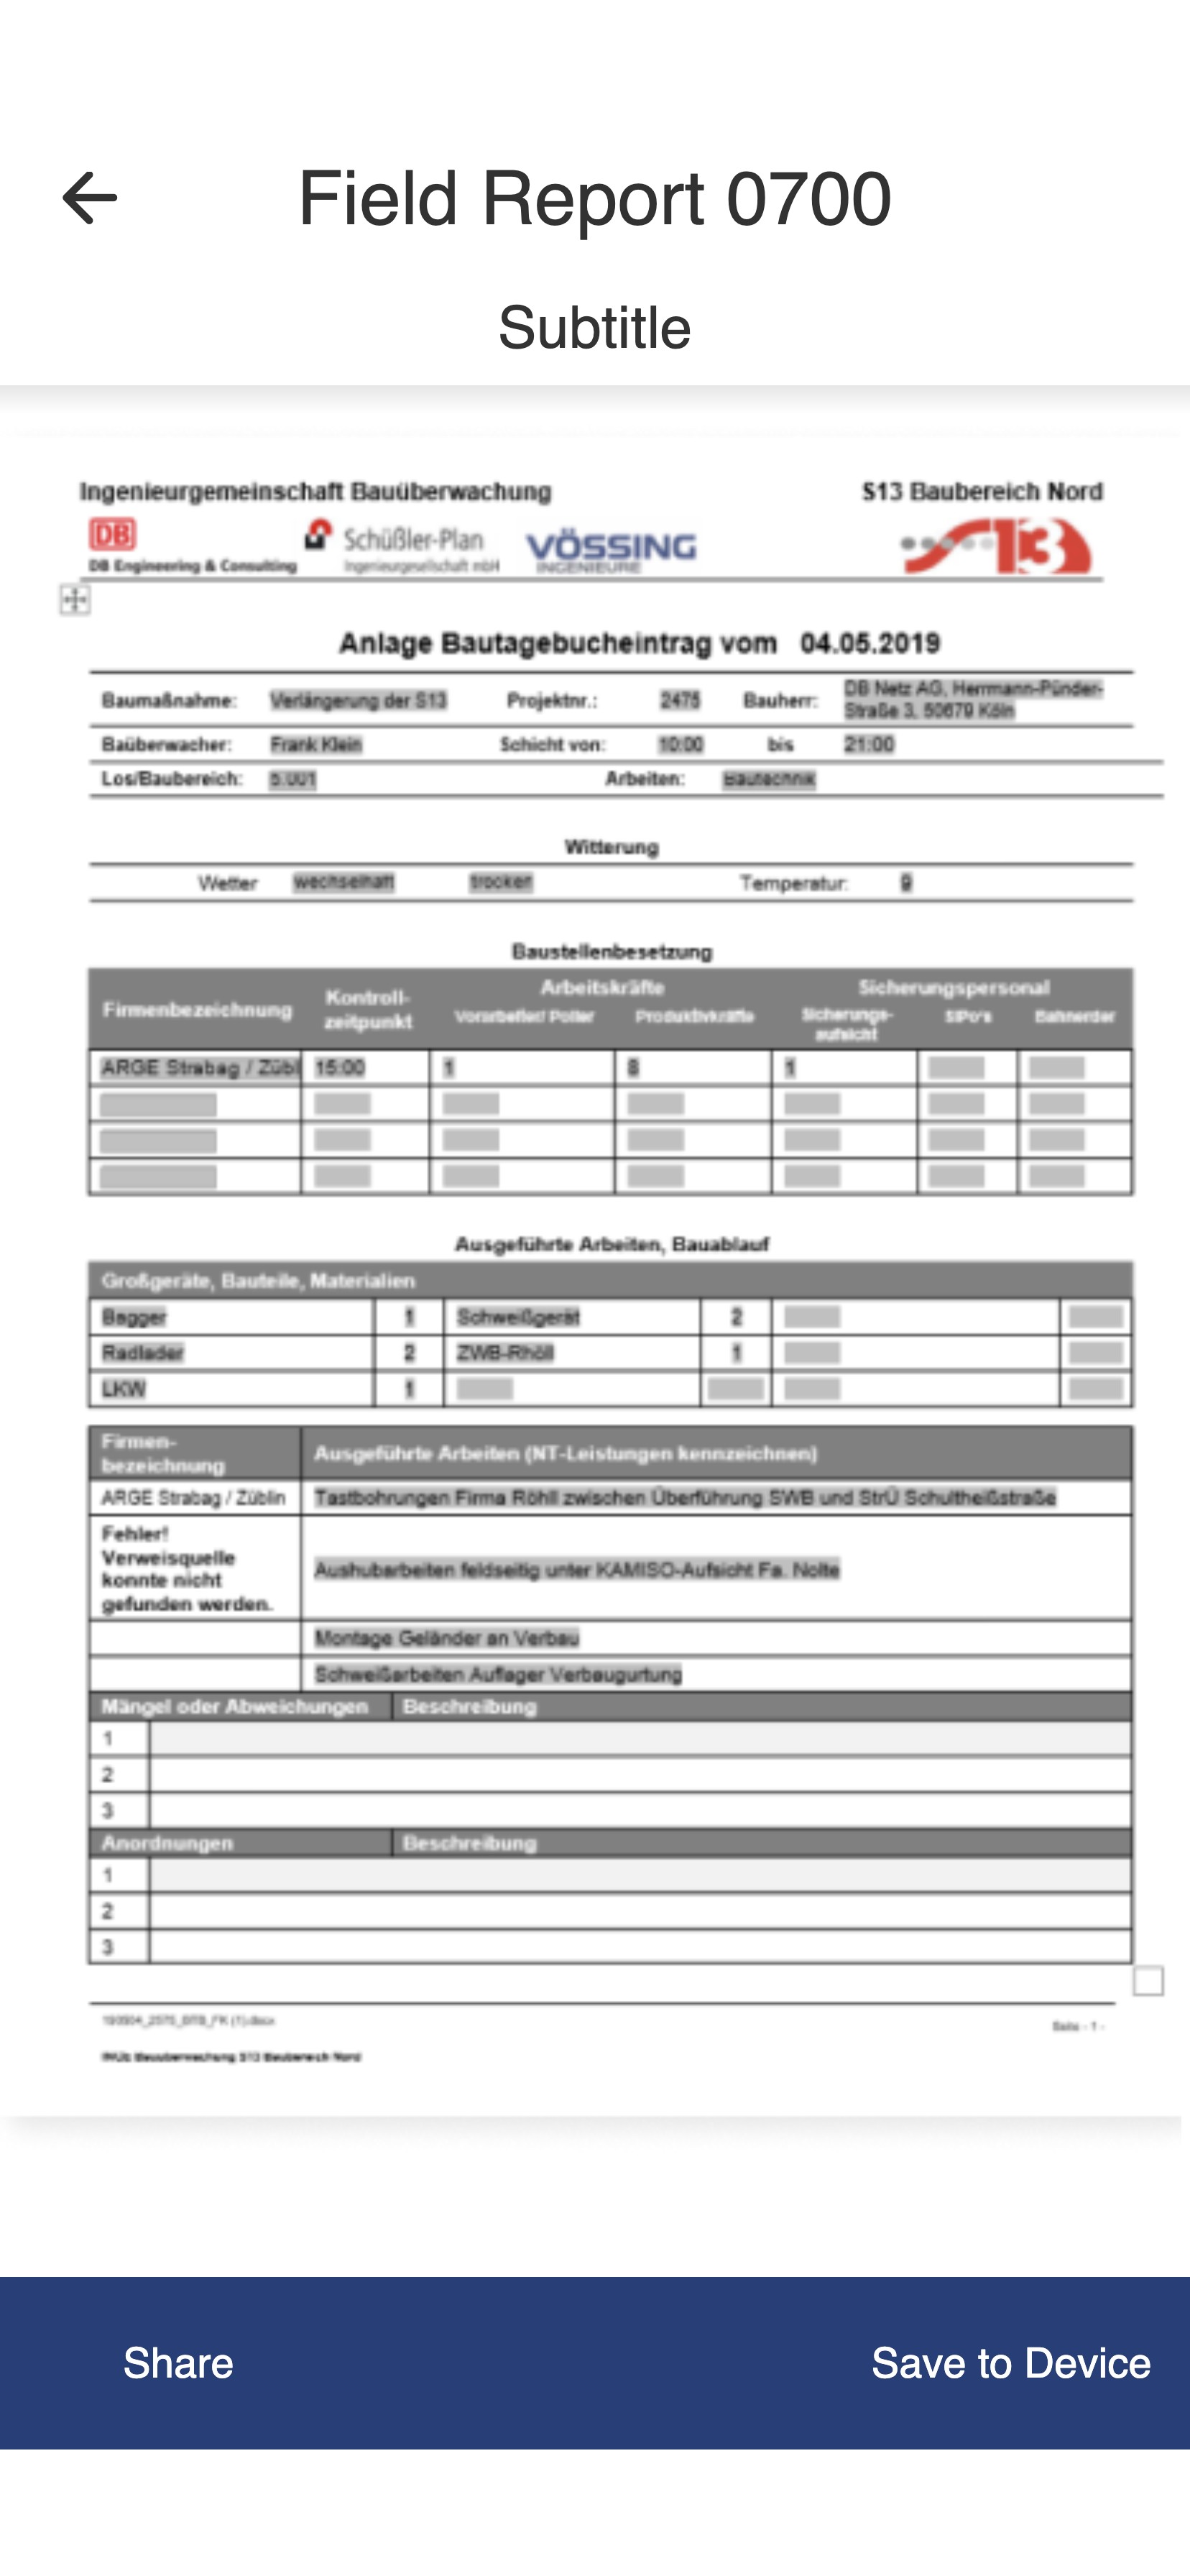 Field Report 0700
Subtitle
Ingenieurgemeinschaft Bauüberwachung S13 Baubereich Nord
DB Schüßler-Plan VÖSSING S13
DB Engineering & Consulting Ingenieurgesellschaft mbH INGENIEURE
Anlage Bautagebucheintrag vom 04.05.2019
Baumaßnahme: Verlängerung der S13 Projektnr.: 2475 Bauherr: DB Netz AG, Herrmann-Pünder-
Straße 3, 50679 Köln
Baüberwacher: Frank Klein Schicht von: 10:00 bis 21:00
Los/Baubereich: 5.001 Arbeiten: Bautechnik
Witterung
Wetter wechselhaft trocken Temperatur: 9
Baustellenbesetzung
Firmenbezeichnung Kontroll-
zeitpunkt
Arbeitskräfte Sicherungspersonal
Vorarbeiter/ Polier Produktivkräfte Sicherungs-
aufsicht
SIPo's Bahnerder
ARGE Strabag / Zübl 15:00 1 8 1
Ausgeführte Arbeiten, Bauablauf
Großgeräte, Bauteile, Materialien
Bagger 1 Schweißgerät 2
Radlader 2 ZWB-Rhöll 1
LKW 1
Firmen-
bezeichnung
Ausgeführte Arbeiten (NT-Leistungen kennzeichnen)
ARGE Strabag / Züblin Tastbohrungen Firma Röhll zwischen Überführung SWB und StrÜ Schultheißstraße
Fehler!
Verweisquelle
konnte nicht
gefunden werden.
Aushubarbeiten feldseitig unter KAMISO-Aufsicht Fa. Nolte
Montage Geländer an Verbau
Schweißarbeiten Auflager Verbaugurtung
Mängel oder Abweichungen Beschreibung
1
2
3
Anordnungen Beschreibung
1
2
3
Seite - 1 -
Bauüberwachung S13 Baubereich Nord
Share Save to Device